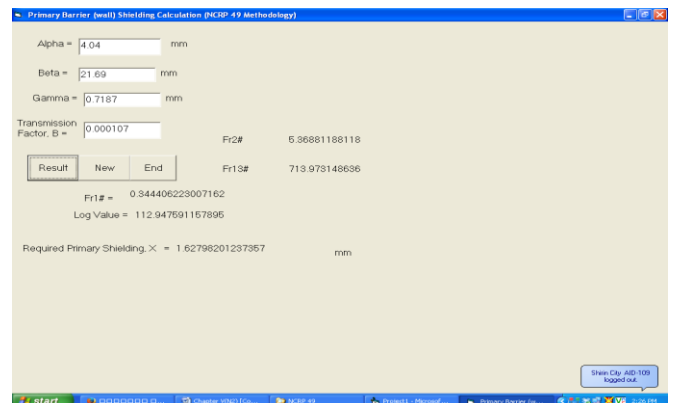 Primary Barrier (wall) Shielding Calculation (NCRP 49 Methodology)
Alpha = 4.04 mm
Beta = 21.69 mm
Gamma = 0.7187 mm
Transmission
Factor, B = 0.000107
Fr2# 5.36881188118
Result New End Fr13# 713.973148636
Fr1# = 0.344406223007162
Log Value = 112.947591157895
Required Primary Shielding, X = 1.62798201237357 mm
Shirin City AID-109
logged out.
start Chapter NCRP 49 Project1 - Microsof... Primary Barrier 2:26 PM